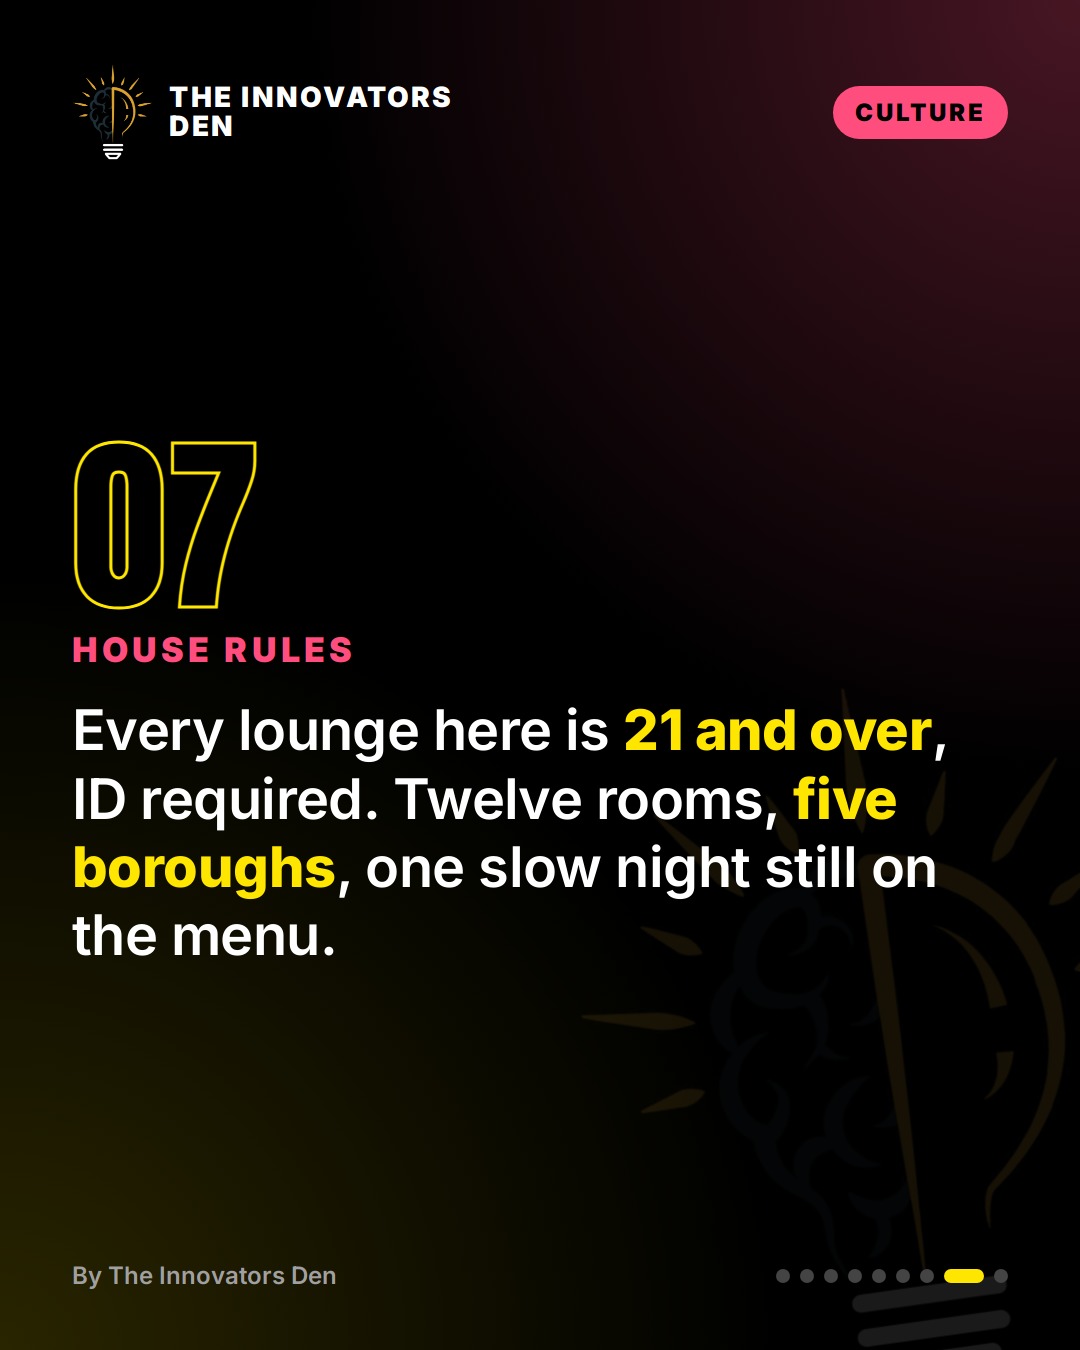 THE INNOVATORS
DEN
CULTURE
07
HOUSE RULES
Every lounge here is 21 and over,
ID required. Twelve rooms, five
boroughs, one slow night still on
the menu.
By The Innovators Den